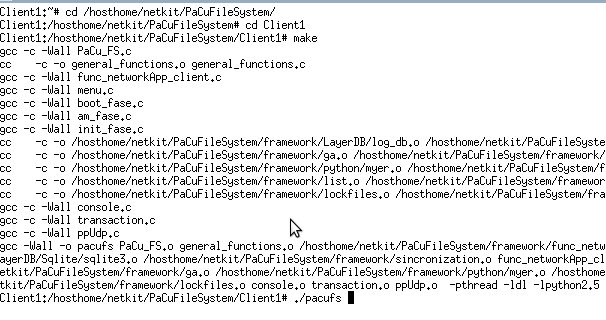 Client1:~# cd /hosthome/netkit/PaCuFileSystem/
Client1:/hosthome/netkit/PaCuFileSystem# cd Client1
Client1:/hosthome/netkit/PaCuFileSystem/Client1# make
gcc -c -Wall PaCu_FS.c
cc    -c -o general_functions.o general_functions.c
gcc -c -Wall func_networkApp_client.c
gcc -c -Wall menu.c
gcc -c -Wall boot_fase.c
gcc -c -Wall am_fase.c
gcc -c -Wall init_fase.c
cc    -c -o /hosthome/netkit/PaCuFileSystem/framework/LayerDB/log_db.o /hosthome/netkit/PaCuFileSyste
cc    -c -o /hosthome/netkit/PaCuFileSystem/framework/ga.o /hosthome/netkit/PaCuFileSystem/framework/
cc    -c -o /hosthome/netkit/PaCuFileSystem/framework/python/myer.o /hosthome/netkit/PaCuFileSystem/f
cc    -c -o /hosthome/netkit/PaCuFileSystem/framework/list.o /hosthome/netkit/PaCuFileSystem/framewor
cc    -c -o /hosthome/netkit/PaCuFileSystem/framework/lockfiles.o /hosthome/netkit/PaCuFileSystem/fra
gcc -c -Wall console.c
gcc -c -Wall transaction.c
gcc -c -Wall ppUdp.c
gcc -Wall -o pacufs PaCu_FS.o general_functions.o /hosthome/netkit/PaCuFileSystem/framework/func_netw
ayerDB/Sqlite/sqlite3.o /hosthome/netkit/PaCuFileSystem/framework/sincronization.o func_networkApp_cl
etkit/PaCuFileSystem/framework/ga.o /hosthome/netkit/PaCuFileSystem/framework/python/myer.o /hosthome
tkit/PaCuFileSystem/framework/lockfiles.o console.o transaction.o ppUdp.o  -pthread -ldl -lpython2.5
Client1:/hosthome/netkit/PaCuFileSystem/Client1# ./pacufs